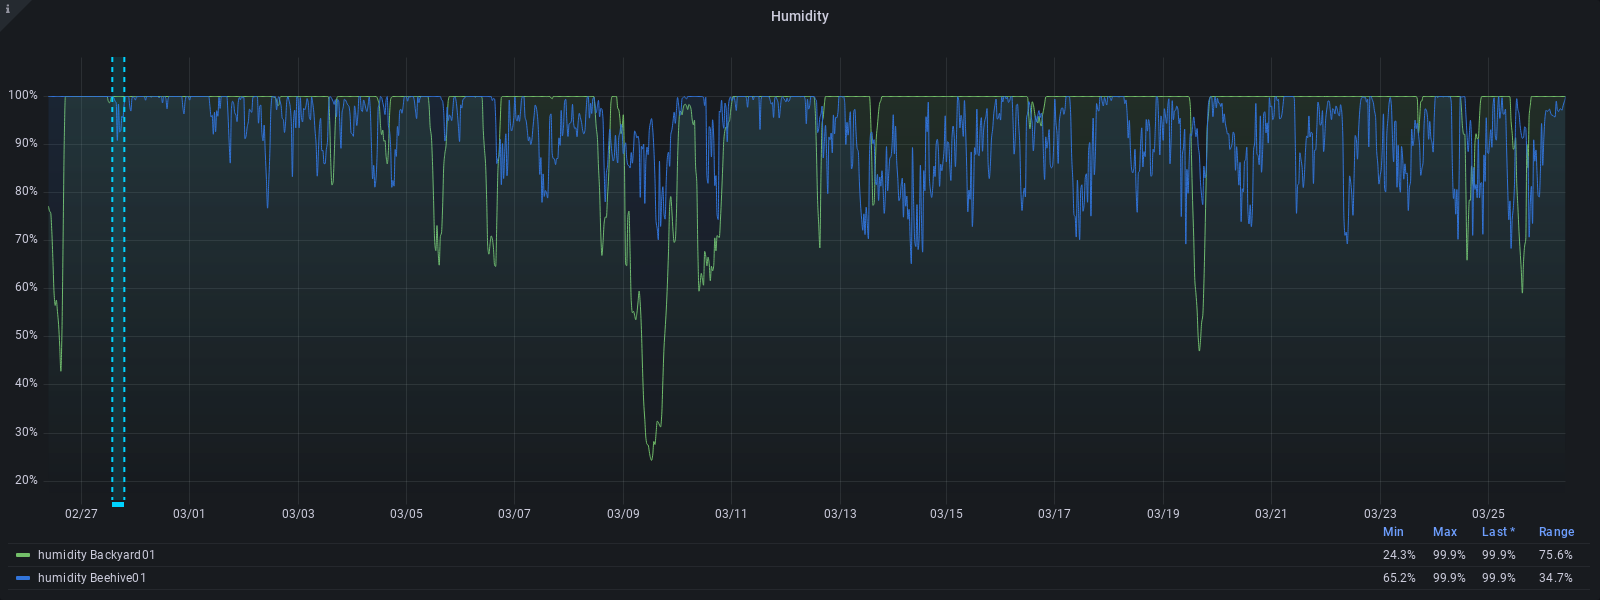 i
Humidity
100%
90%
80%
70%
60%
50%
40%
30%
20%
02/27 03/01 03/03 03/05 03/07 03/09 03/11 03/13 03/15 03/17 03/19 03/21 03/23 03/25
Min Max Last * Range
humidity Backyard01 24.3% 99.9% 99.9% 75.6%
humidity Beehive01 65.2% 99.9% 99.9% 34.7%